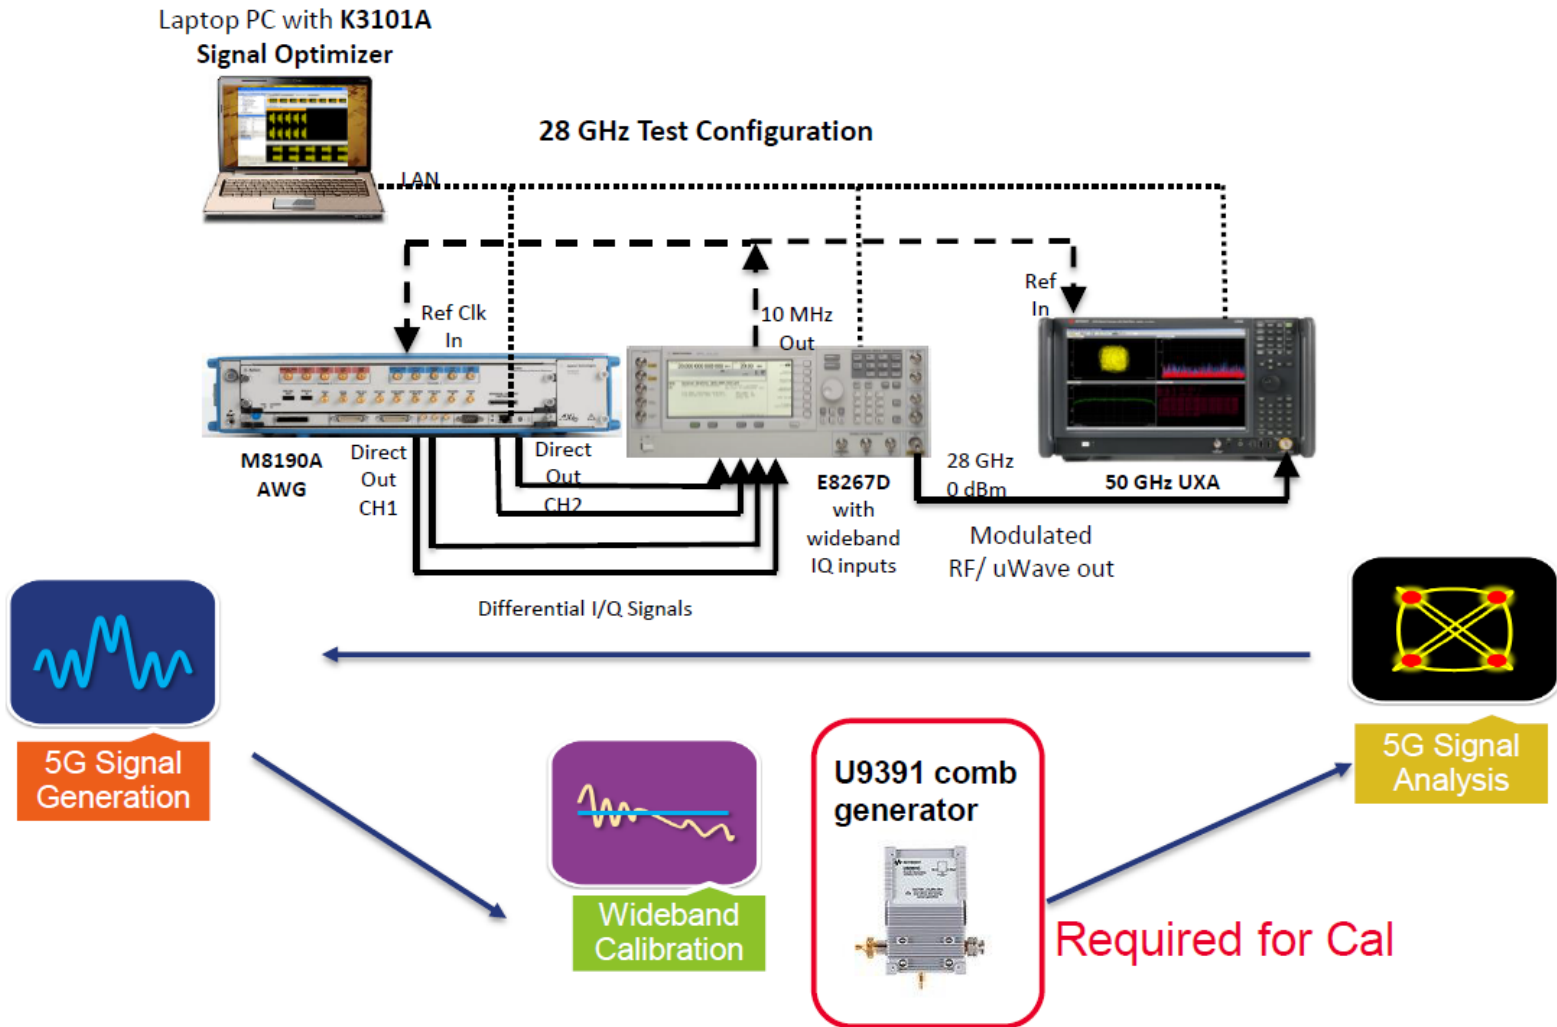 Laptop PC with K3101A
Signal Optimizer
28 GHz Test Configuration
LAN
Ref Clk
In
10 MHz
Out
Ref
In
M8190A
AWG
Direct
Out
CH1
Direct
Out
CH2
E8267D
with
wideband
IQ inputs
28 GHz
0 dBm
50 GHz UXA
Modulated
RF/ uWave out
Differential I/Q Signals
5G Signal
Generation
Wideband
Calibration
U9391 comb
generator
Required for Cal
5G Signal
Analysis